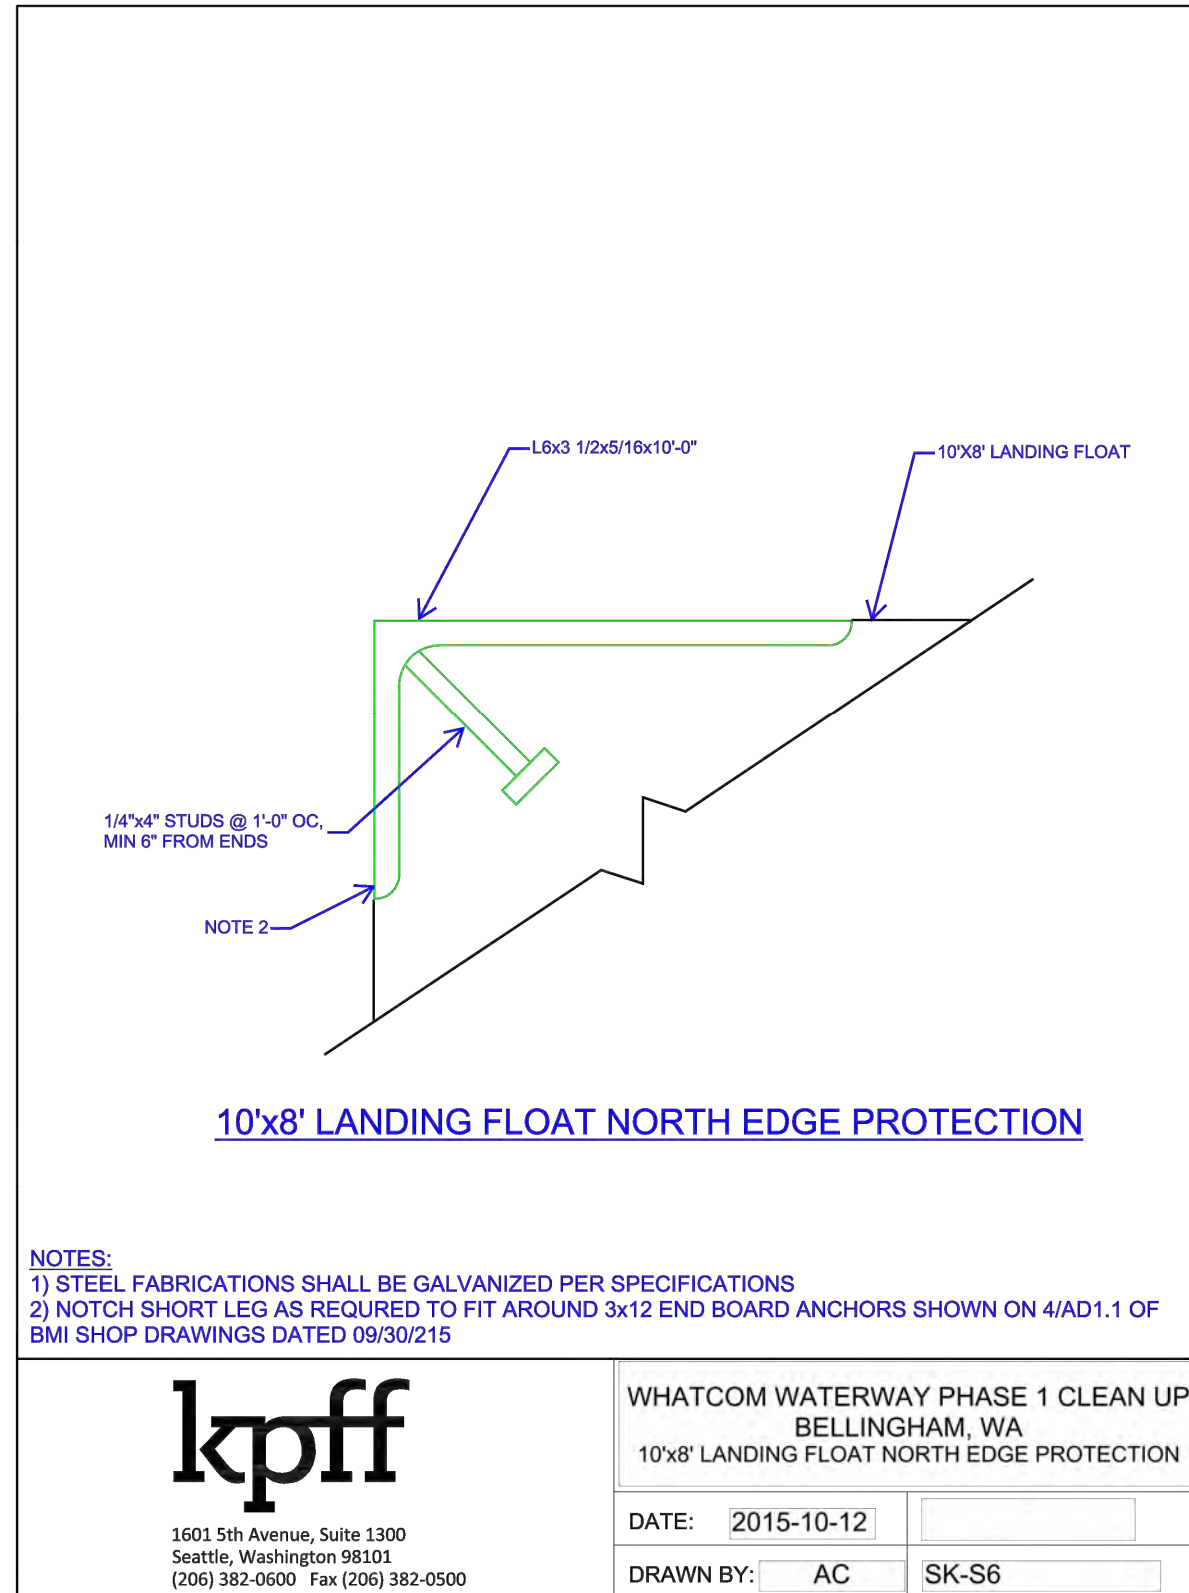 L6x3 1/2x5/16x10'-0"
10'X8' LANDING FLOAT
1/4"x4" STUDS @ 1'-0" OC,
MIN 6" FROM ENDS
NOTE 2
10'x8' LANDING FLOAT NORTH EDGE PROTECTION
NOTES:
1) STEEL FABRICATIONS SHALL BE GALVANIZED PER SPECIFICATIONS
2) NOTCH SHORT LEG AS REQURED TO FIT AROUND 3x12 END BOARD ANCHORS SHOWN ON 4/AD1.1 OF
BMI SHOP DRAWINGS DATED 09/30/215
kpff
1601 5th Avenue, Suite 1300
Seattle, Washington 98101
(206) 382-0600 Fax (206) 382-0500
WHATCOM WATERWAY PHASE 1 CLEAN UP
BELLINGHAM, WA
10'x8' LANDING FLOAT NORTH EDGE PROTECTION
DATE: 2015-10-12
DRAWN BY: AC
SK-S6